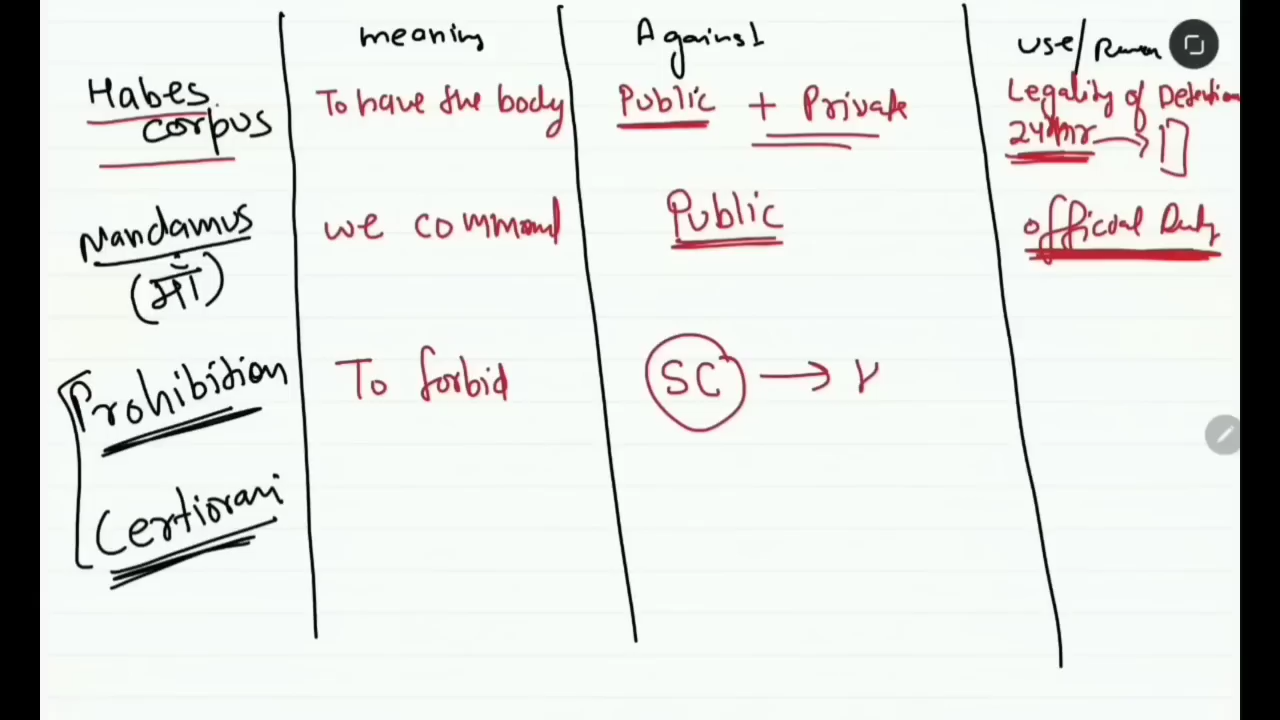 meaning Against use/
Habes corpus To have the body Public + Private Legality of Detention
24hr →
Mandamus we command Public official Duty
(माँ)
Prohibition To forbid SC →
Certiorari